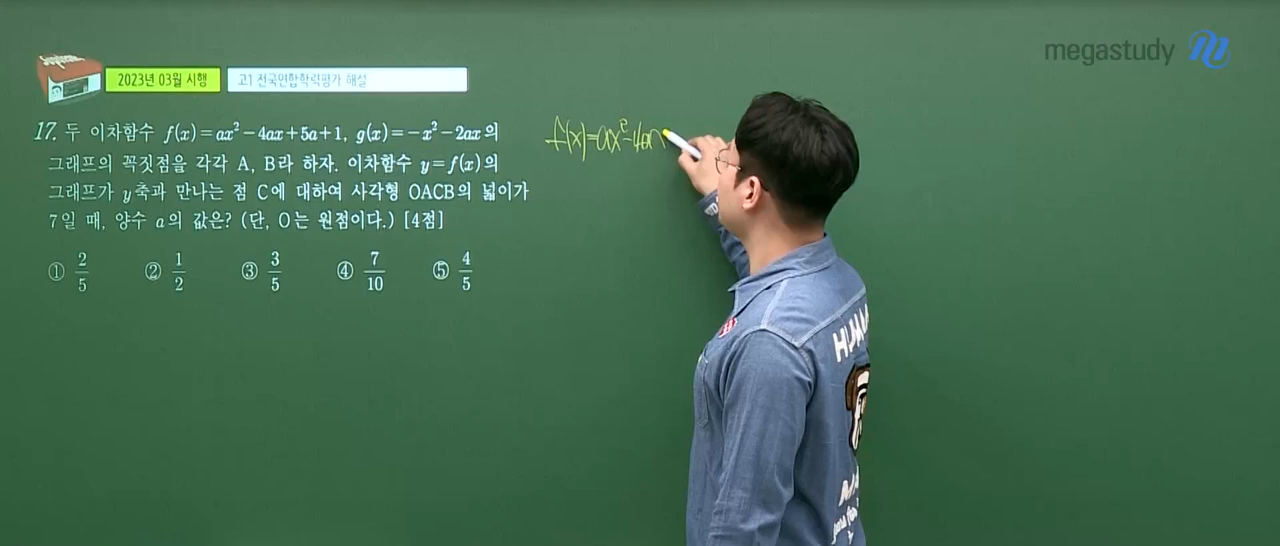 megastudy
2023년 03월 시행
고1 전국연합학력평가 해설
17. 두 이차함수 f(x)=ax²-4ax+5a+1, g(x)=-x²-2ax의
그래프의 꼭짓점을 각각 A, B라 하자. 이차함수 y=f(x)의
그래프가 y축과 만나는 점 C에 대하여 사각형 OACB의 넓이가
7일 때, 양수 a의 값은? (단, O는 원점이다.) [4점]
① 2/5 ② 1/2 ③ 3/5 ④ 7/10 ⑤ 4/5
f(x)=ax²-4a
HUM